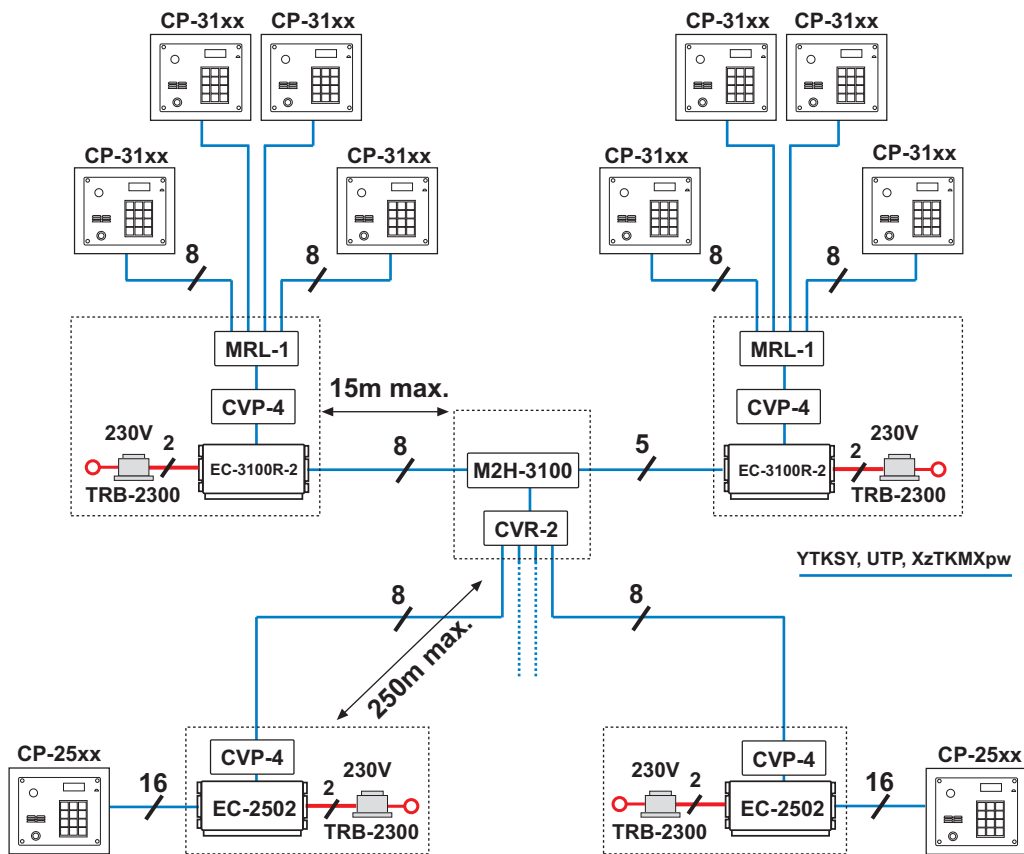 CP-31xx CP-31xx
CP-31xx CP-31xx
CP-31xx CP-31xx
CP-31xx CP-31xx
8 8
8 8
MRL-1
MRL-1
15m max.
CVP-4
CVP-4
230V 2
EC-3100R-2
TRB-2300
8
M2H-3100
5
EC-3100R-2
2 230V
TRB-2300
CVR-2
YTKSY, UTP, XzTKMXpw
8
8
250m max.
CP-25xx
16
CVP-4
EC-2502
2 230V
TRB-2300
230V 2
TRB-2300
CVP-4
EC-2502
16
CP-25xx